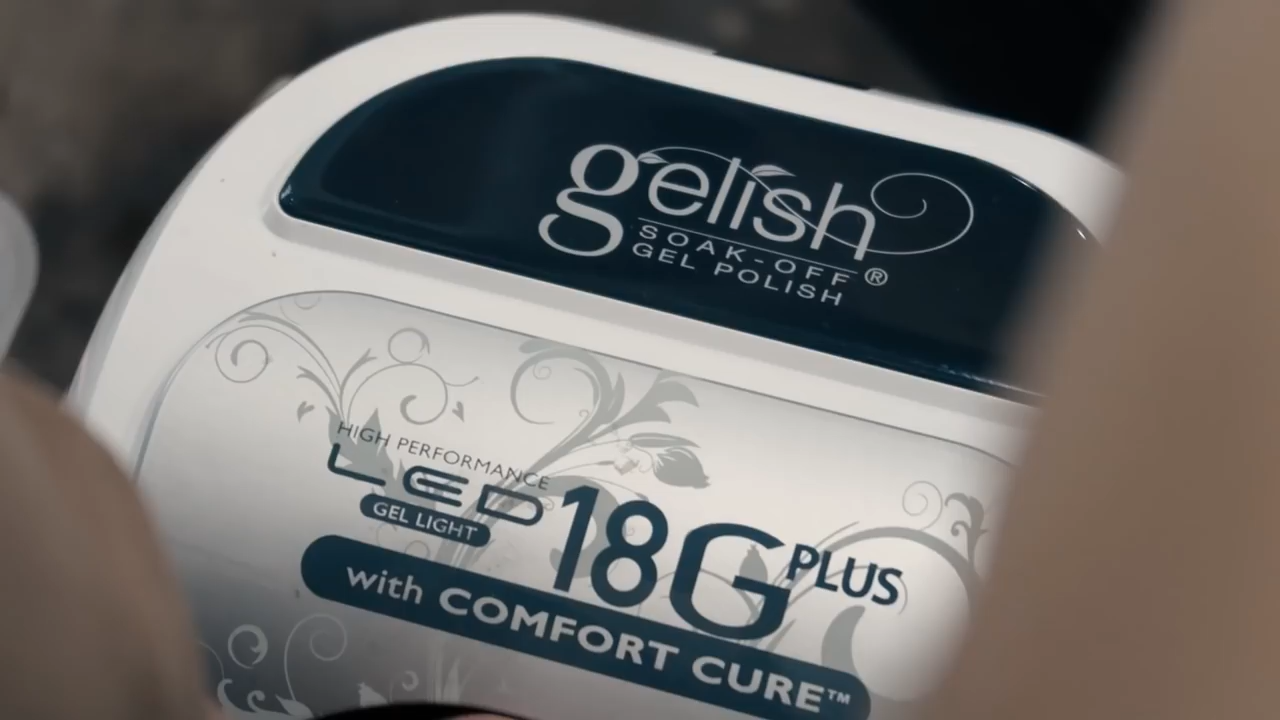 gelish
SOAK-OFF
GEL POLISH®
HIGH PERFORMANCE
LED
GEL LIGHT
18G PLUS
with COMFORT CURE™